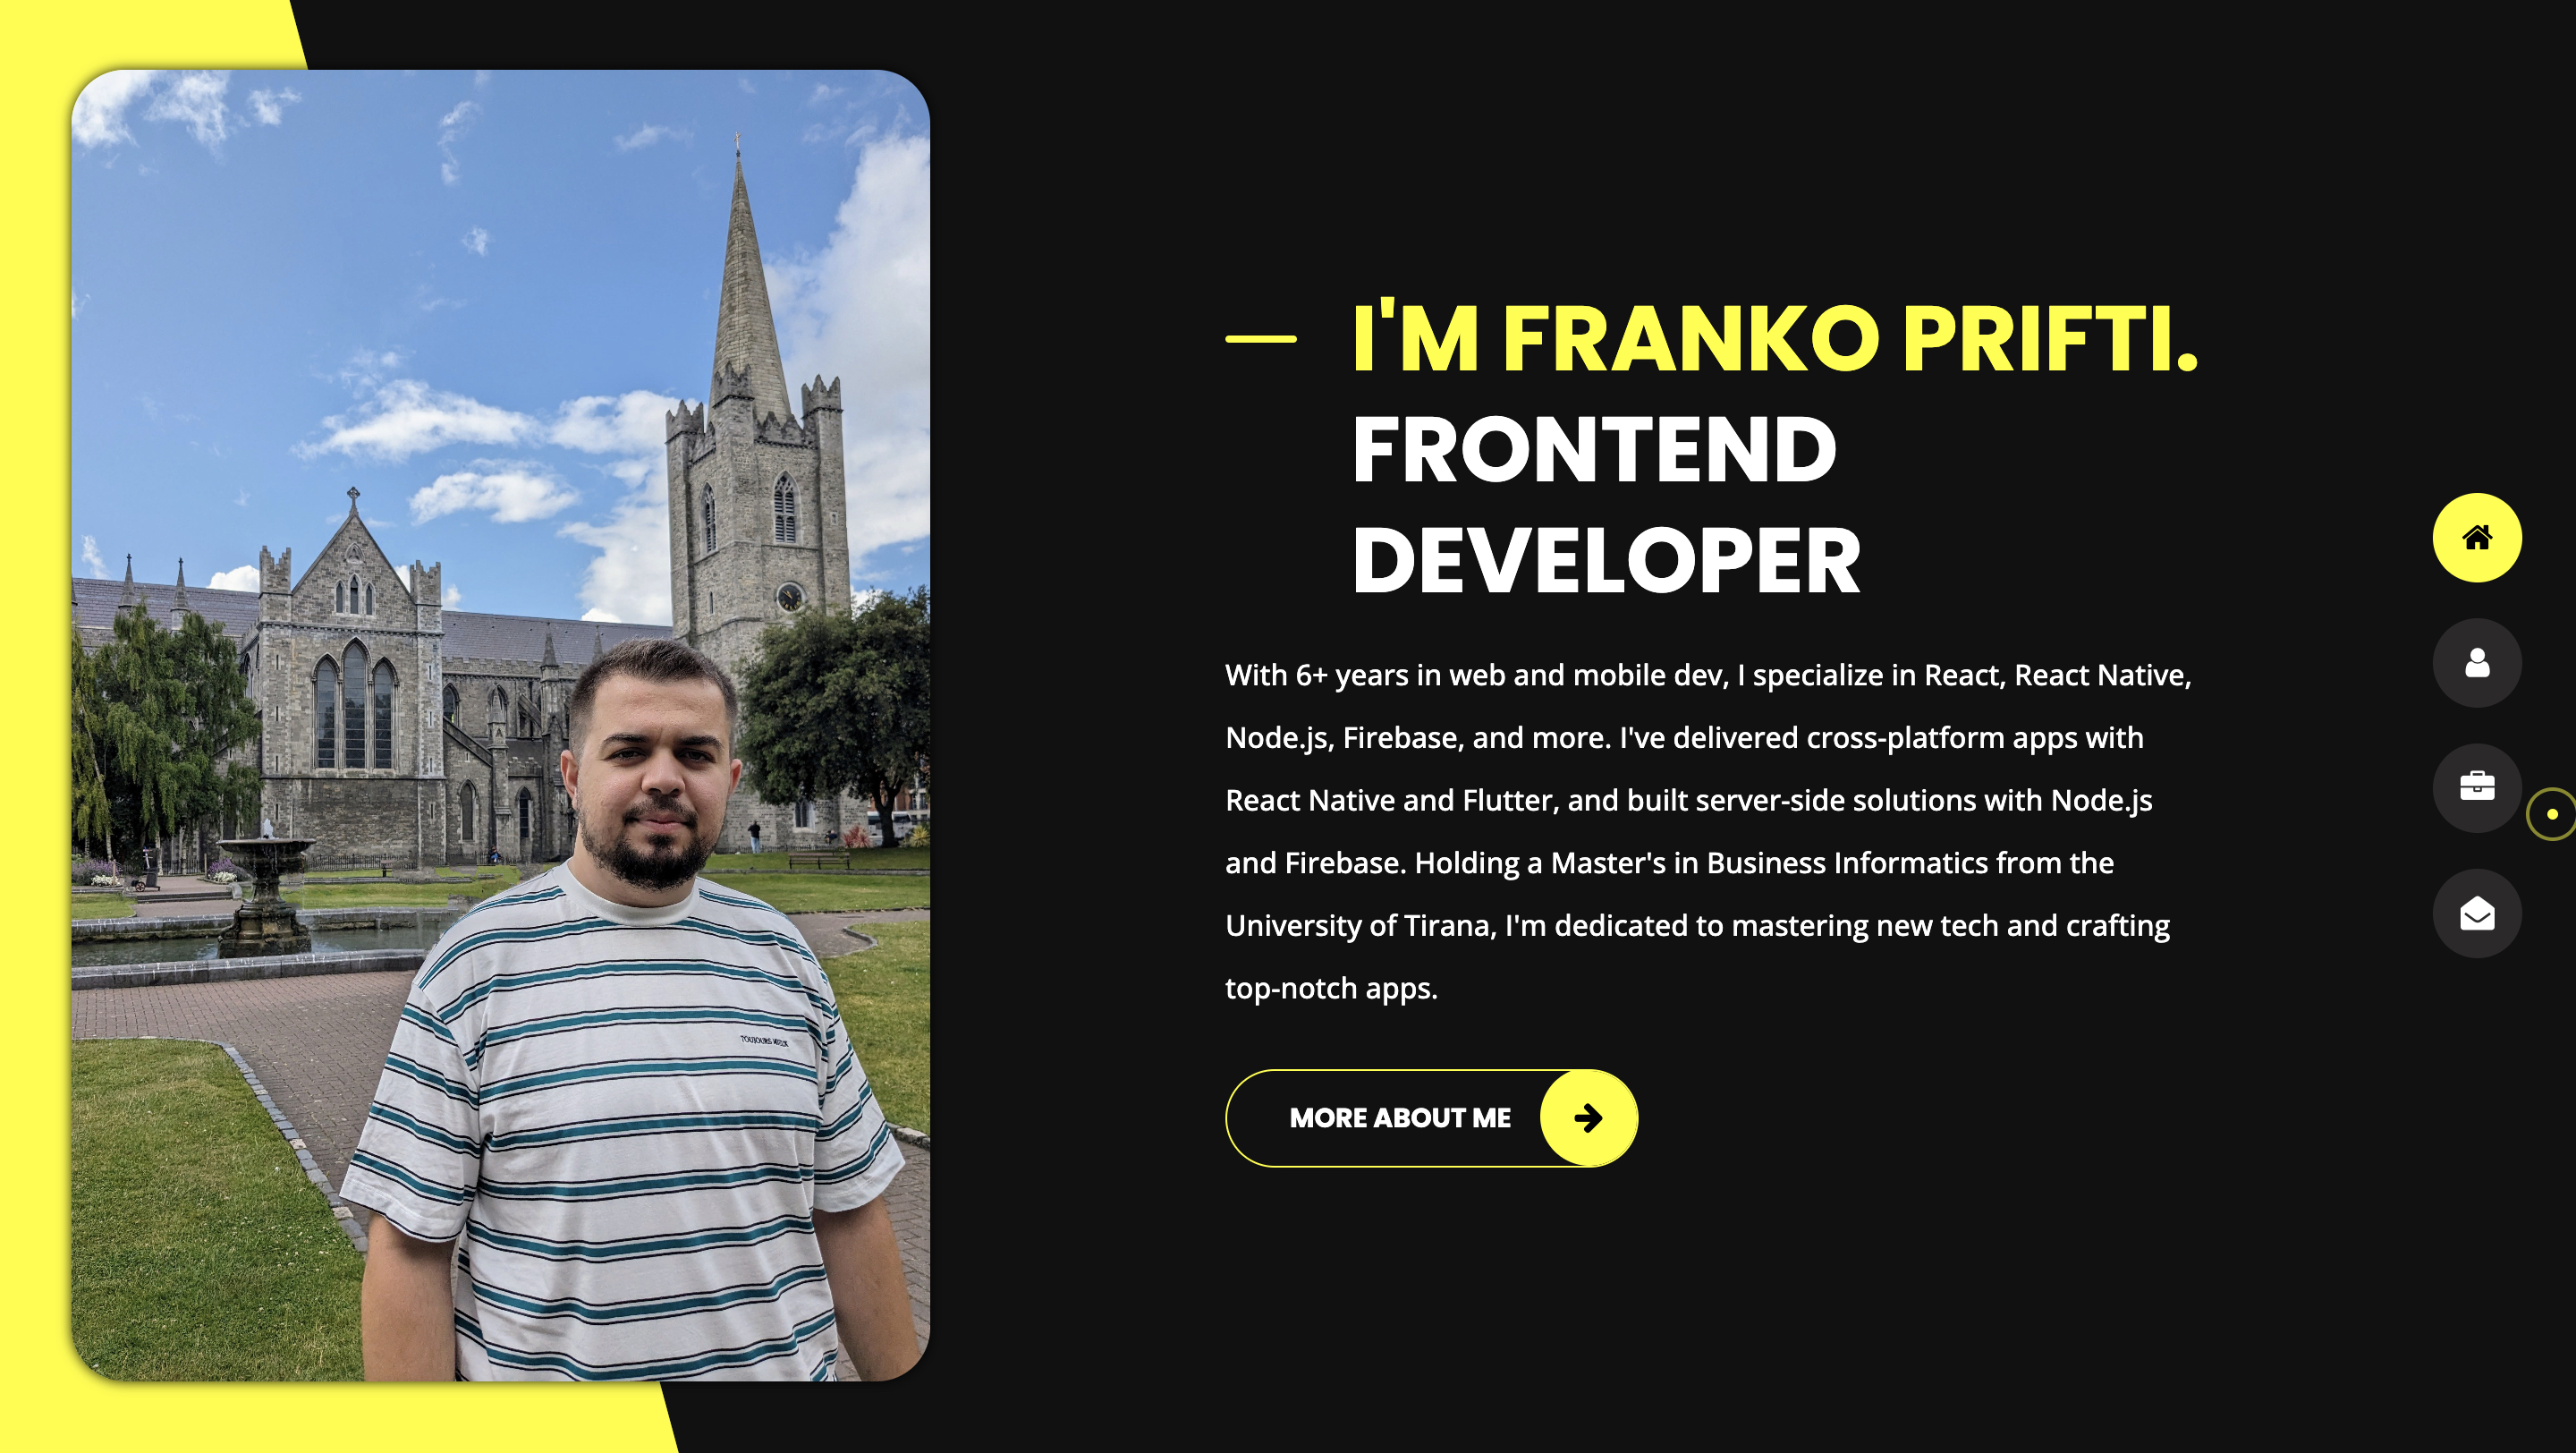 I'M FRANKO PRIFTI.
FRONTEND
DEVELOPER
With 6+ years in web and mobile dev, I specialize in React, React Native,
Node.js, Firebase, and more. I've delivered cross-platform apps with
React Native and Flutter, and built server-side solutions with Node.js
and Firebase. Holding a Master's in Business Informatics from the
University of Tirana, I'm dedicated to mastering new tech and crafting
top-notch apps.
MORE ABOUT ME
TOUJOURS